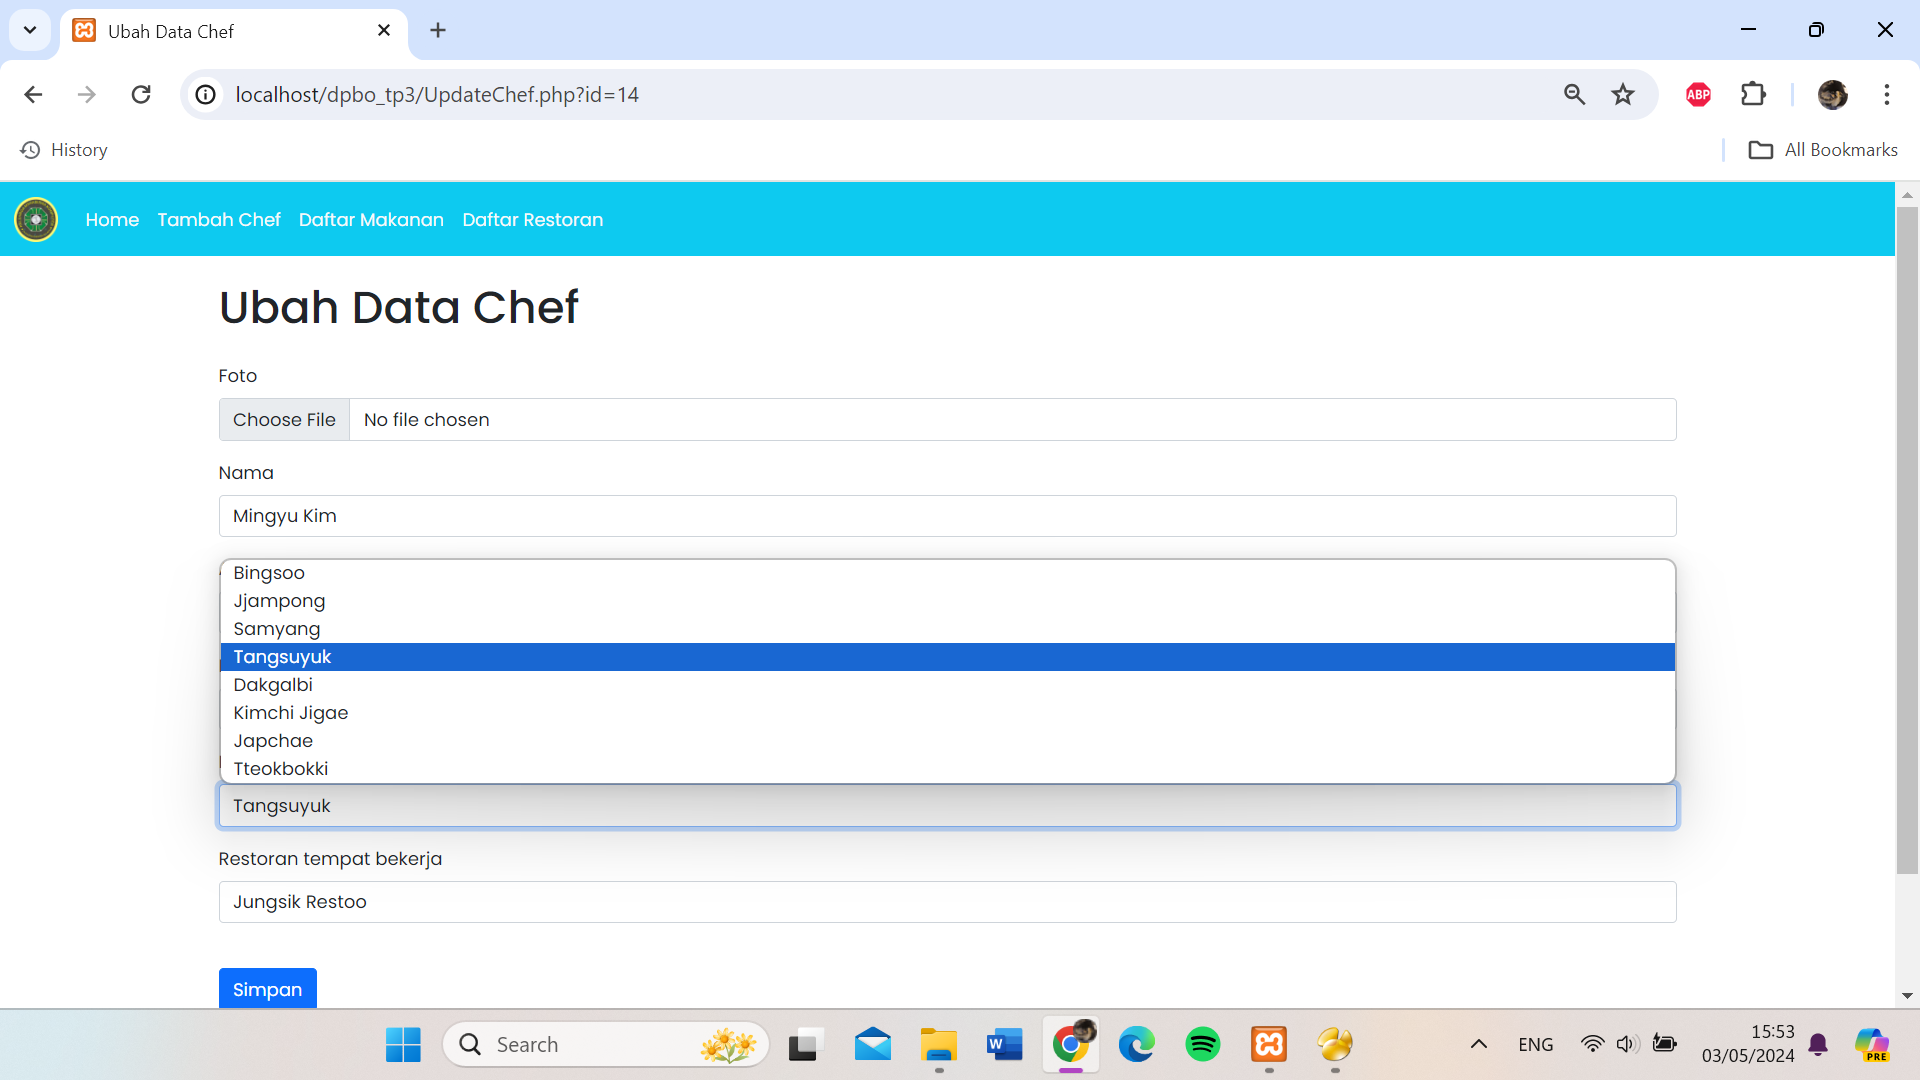 Ubah Data Chef
localhost/dpbo_tp3/UpdateChef.php?id=14
ABP
History
All Bookmarks
Home Tambah Chef Daftar Makanan Daftar Restoran
Ubah Data Chef
Foto
Choose File No file chosen
Nama
Mingyu Kim
Bingsoo
Jjampong
Samyang
Tangsuyuk
Dakgalbi
Kimchi Jigae
Japchae
Tteokbokki
Tangsuyuk
Restoran tempat bekerja
Jungsik Restoo
Simpan
Search
W
ENG
15:53
03/05/2024
PRE